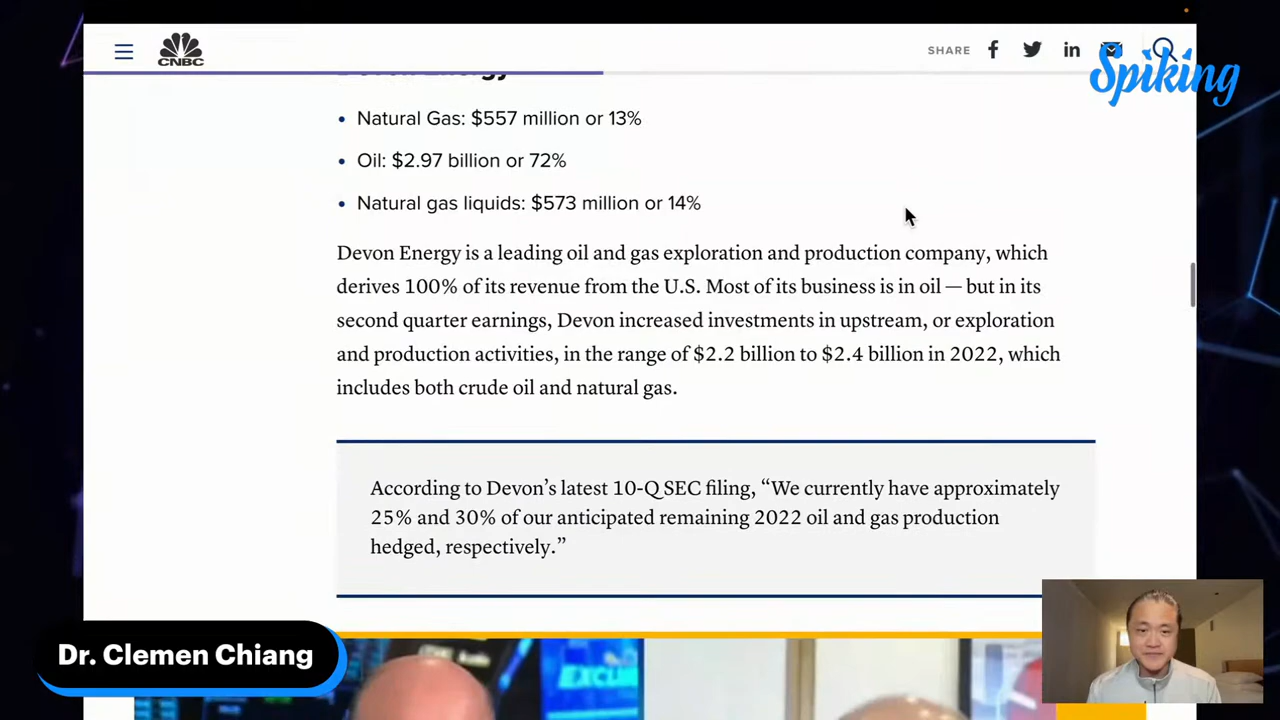 CNBC
SHARE
Spiking
Devon Energy
• Natural Gas: $557 million or 13%
• Oil: $2.97 billion or 72%
• Natural gas liquids: $573 million or 14%
Devon Energy is a leading oil and gas exploration and production company, which
derives 100% of its revenue from the U.S. Most of its business is in oil — but in its
second quarter earnings, Devon increased investments in upstream, or exploration
and production activities, in the range of $2.2 billion to $2.4 billion in 2022, which
includes both crude oil and natural gas.
According to Devon’s latest 10-Q SEC filing, “We currently have approximately
25% and 30% of our anticipated remaining 2022 oil and gas production
hedged, respectively.”
Dr. Clemen Chiang